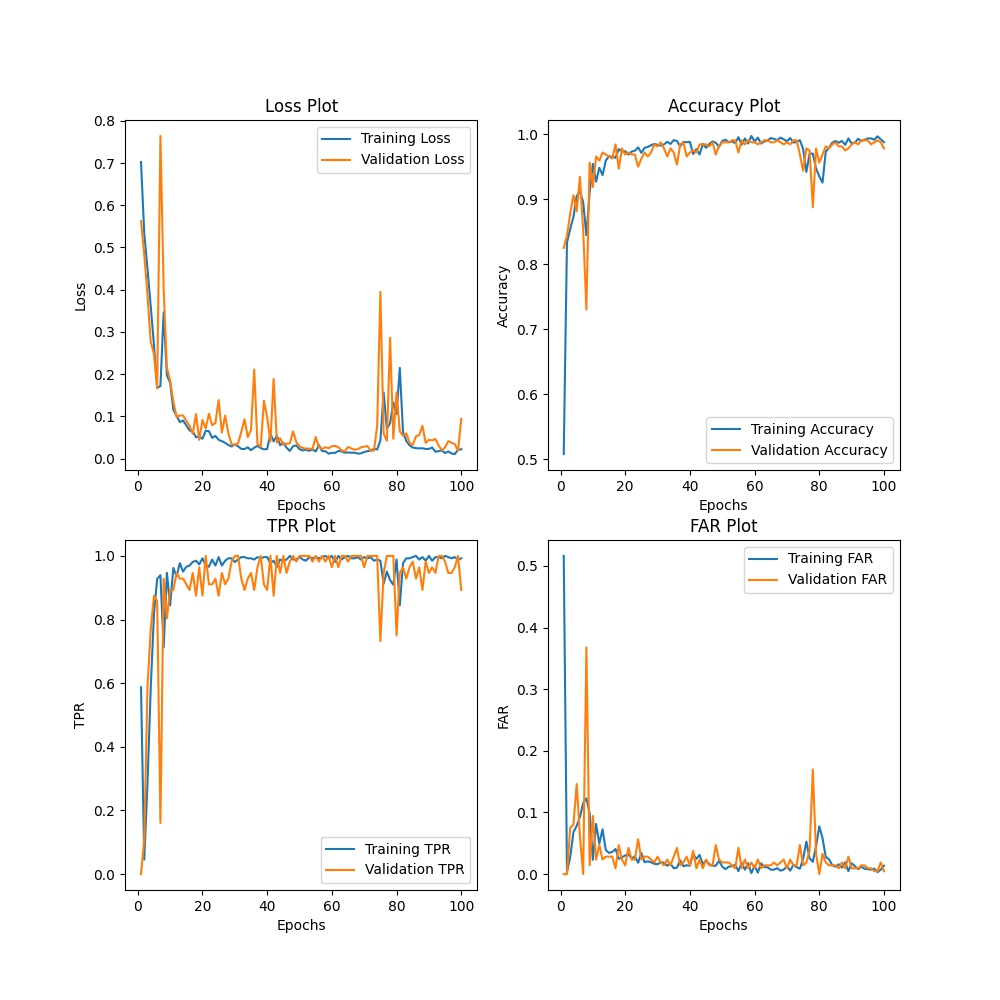 Loss Plot
0.8
0.7
0.6
0.5
0.4
0.3
0.2
0.1
0.0
Loss
Training Loss
Validation Loss
0 20 40 60 80 100
Epochs
Accuracy Plot
1.0
0.9
0.8
0.7
0.6
0.5
Accuracy
Training Accuracy
Validation Accuracy
0 20 40 60 80 100
Epochs
TPR Plot
1.0
0.8
0.6
0.4
0.2
0.0
TPR
Training TPR
Validation TPR
0 20 40 60 80 100
Epochs
FAR Plot
0.5
0.4
0.3
0.2
0.1
0.0
FAR
Training FAR
Validation FAR
0 20 40 60 80 100
Epochs